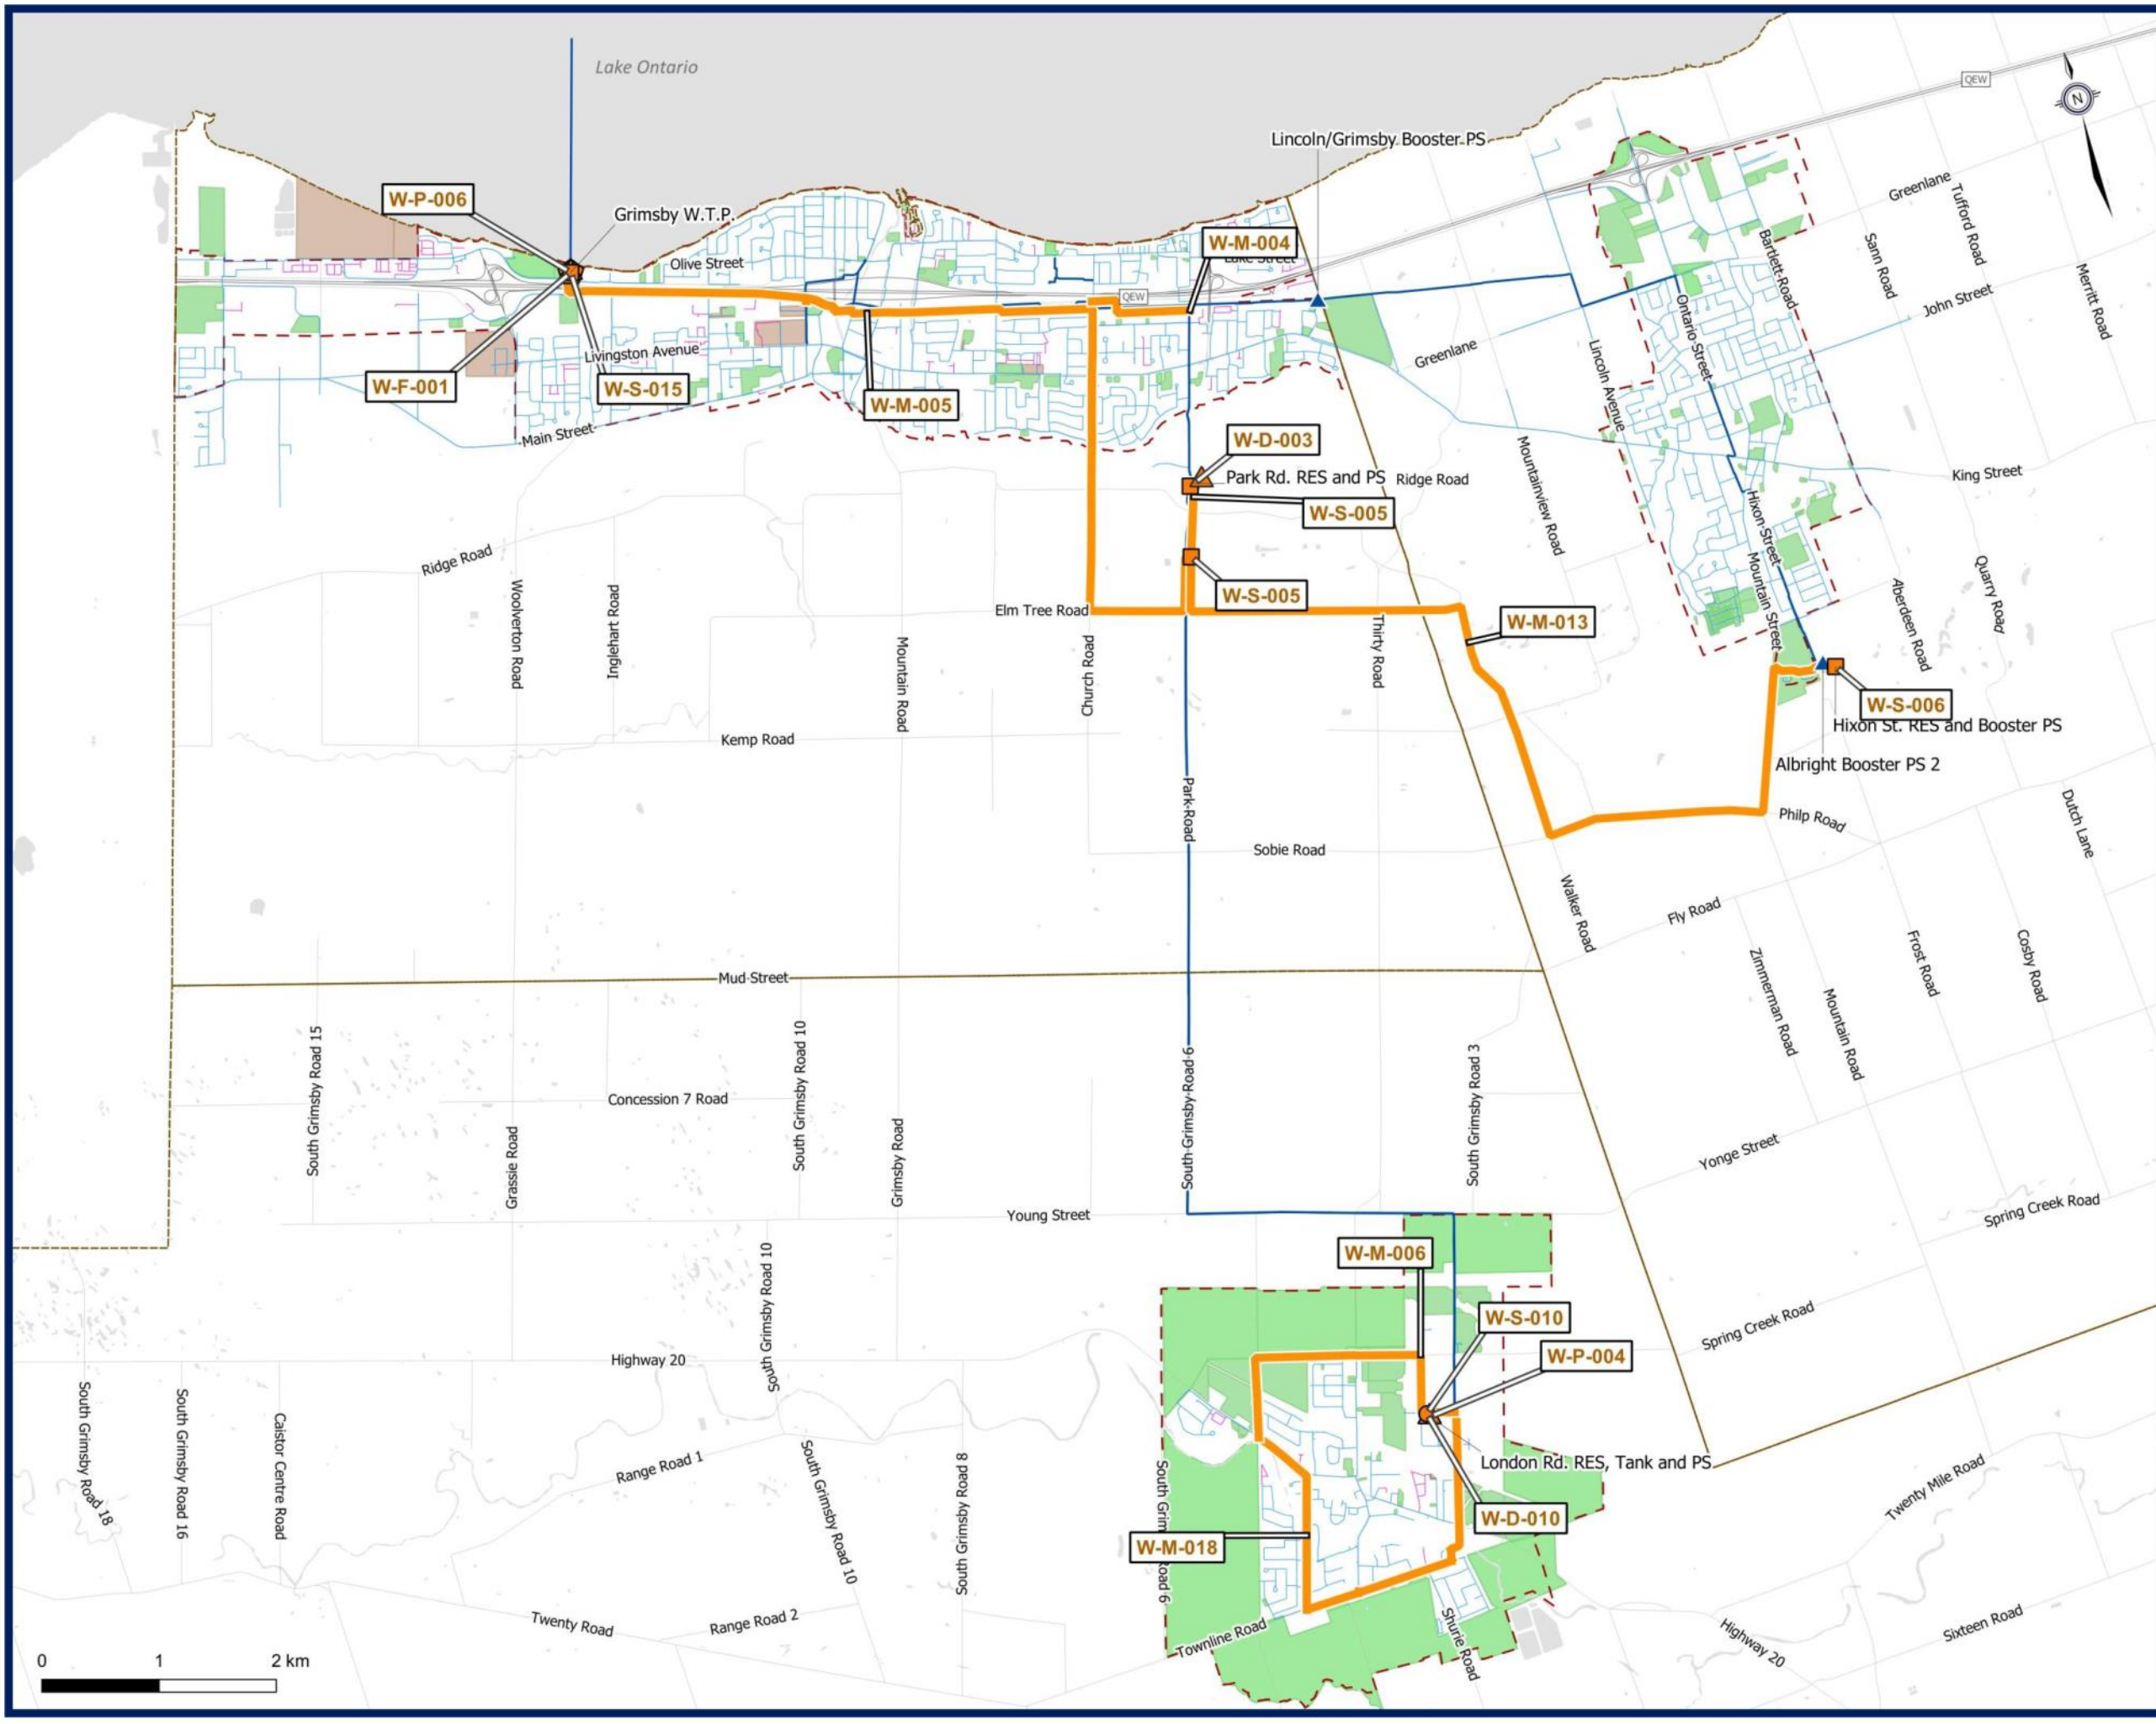 Lake Ontario
QEW
N
Lincoln/Grimsby Booster PS
W-P-006
Grimsby W.T.P.
Greenlane
Tufford Road
W-M-004
Lake Street
Olive Street
Bartlett Road
Sann Road
Merritt Road
QEW
John Street
Ontario Street
Livingston Avenue
Greenlane
Lincoln Avenue
W-F-001
W-S-015
W-M-005
Main Street
W-D-003
Park Rd. RES and PS
Ridge Road
Mountainview Road
King Street
W-S-005
Hixon Street
Ridge Road
Woolverton Road
Inglehart Road
Mountain Street
Quarry Road
Aberdeen Road
W-S-005
Elm Tree Road
Thirty Road
W-M-013
Mountain Road
Church Road
W-S-006
Hixon St. RES and Booster PS
Kemp Road
Albright Booster PS 2
Park Road
Philp Road
Dutch Lane
Sobie Road
Walker Road
Fly Road
Mud Street
Zimmerman Road
Mountain Road
Frost Road
Cosby Road
South Grimsby Road 15
South Grimsby Road 10
South Grimsby Road 6
South Grimsby Road 3
Concession 7 Road
Grassie Road
Grimsby Road
Yonge Street
Young Street
Spring Creek Road
W-M-006
South Grimsby Road 10
W-S-010
Spring Creek Road
W-P-004
Highway 20
South Grimsby Road 18
South Grimsby Road 16
Caistor Centre Road
Range Road 1
South Grimsby Road 10
South Grimsby Road 8
London Rd. RES, Tank and PS
Twenty Mile Road
W-D-010
South Grimsby Road 6
W-M-018
Twenty Road
Range Road 2
Townline Road
Shurie Road
Highway 20
Sixteen Road
0 1 2 km